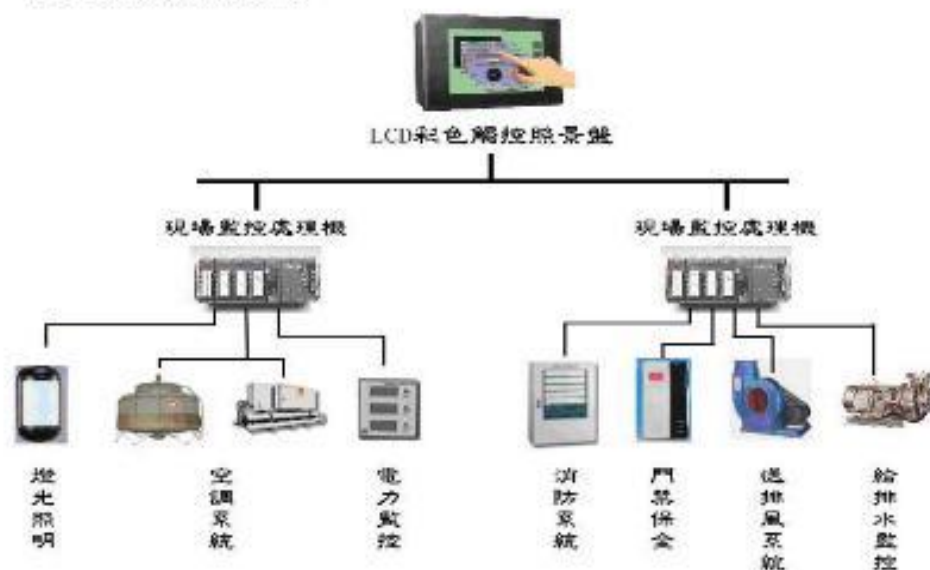 LCD彩色觸控照景盤
現場監控處理機
現場監控處理機
燈光照明
空調系統
電力監控
消防系統
門禁保全
送排風系統
給排水監控